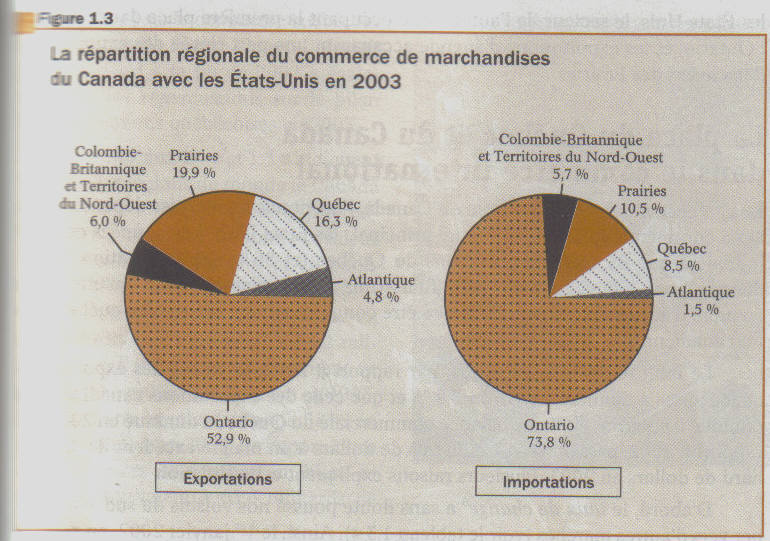 Figure 1.3
La répartition régionale du commerce de marchandises
du Canada avec les États-Unis en 2003
Colombie-
Britannique
et Territoires
du Nord-Ouest
6,0 %
Prairies
19,9 %
Québec
16,3 %
Atlantique
4,8 %
Ontario
52,9 %
Exportations
Colombie-Britannique
et Territoires du Nord-Ouest
5,7 %
Prairies
10,5 %
Québec
8,5 %
Atlantique
1,5 %
Ontario
73,8 %
Importations